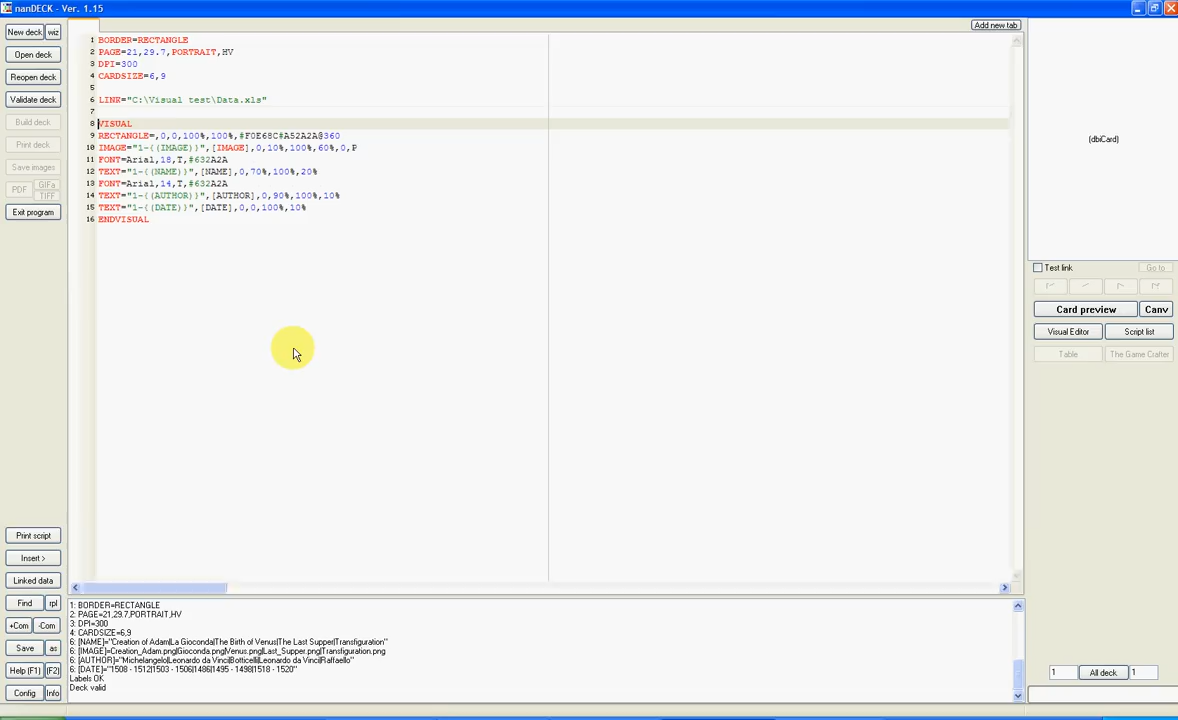 nanDECK - Ver. 1.15
New deck
wiz
Open deck
Reopen deck
Validate deck
Build deck
Print deck
Save images
PDF
GIFa
TIFF
Exit program
Print script
Insert >
Linked data
Find
rpl
+Com
-Com
Save
as
Help (F1)
(F2)
Config
Info
Add new tab
1 BORDER=RECTANGLE
2 PAGE=21,29.7,PORTRAIT,HV
3 DPI=300
4 CARDSIZE=6,9
5
6 LINK="C:\Visual test\Data.xls"
7
8 VISUAL
9 RECTANGLE=,0,0,100%,100%,#F0E68C#A52A2A@360
10 IMAGE="1-{(IMAGE)}",[IMAGE],0,10%,100%,60%,0,P
11 FONT=Arial,18,T,#632A2A
12 TEXT="1-{(NAME)}",[NAME],0,70%,100%,20%
13 FONT=Arial,14,T,#632A2A
14 TEXT="1-{(AUTHOR)}",[AUTHOR],0,90%,100%,10%
15 TEXT="1-{(DATE)}",[DATE],0,0,100%,10%
16 ENDVISUAL
1: BORDER=RECTANGLE
2: PAGE=21,29.7,PORTRAIT,HV
3: DPI=300
4: CARDSIZE=6,9
6: [NAME]="Creation of Adam|La Gioconda|The Birth of Venus|The Last Supper|Transfiguration"
6: [IMAGE]=Creation_Adam.png|Gioconda.png|Venus.png|Last_Supper.png|Transfiguration.png
6: [AUTHOR]="Michelangelo|Leonardo da Vinci|Botticelli|Leonardo da Vinci|Raffaello"
6: [DATE]="1508 - 1512|1503 - 1506|1486|1495 - 1498|1518 - 1520"
Labels OK
Deck valid
(dbiCard)
Test link
Go to
Card preview
Canv
Visual Editor
Script list
Table
The Game Crafter
1
All deck
1